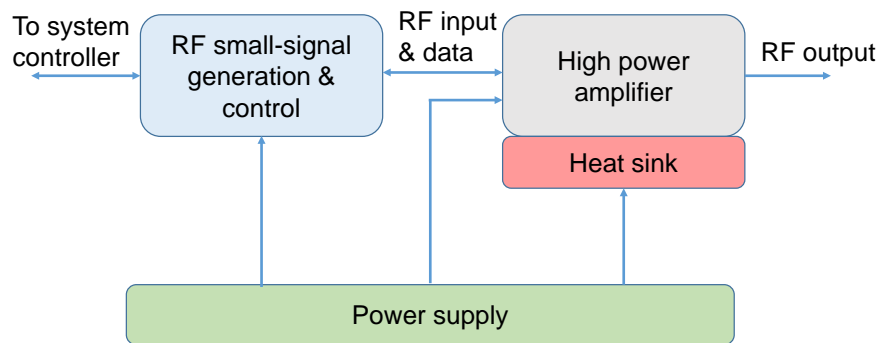 To system
controller
RF small-signal
generation &
control
RF input
& data
High power
amplifier
RF output
Heat sink
Power supply